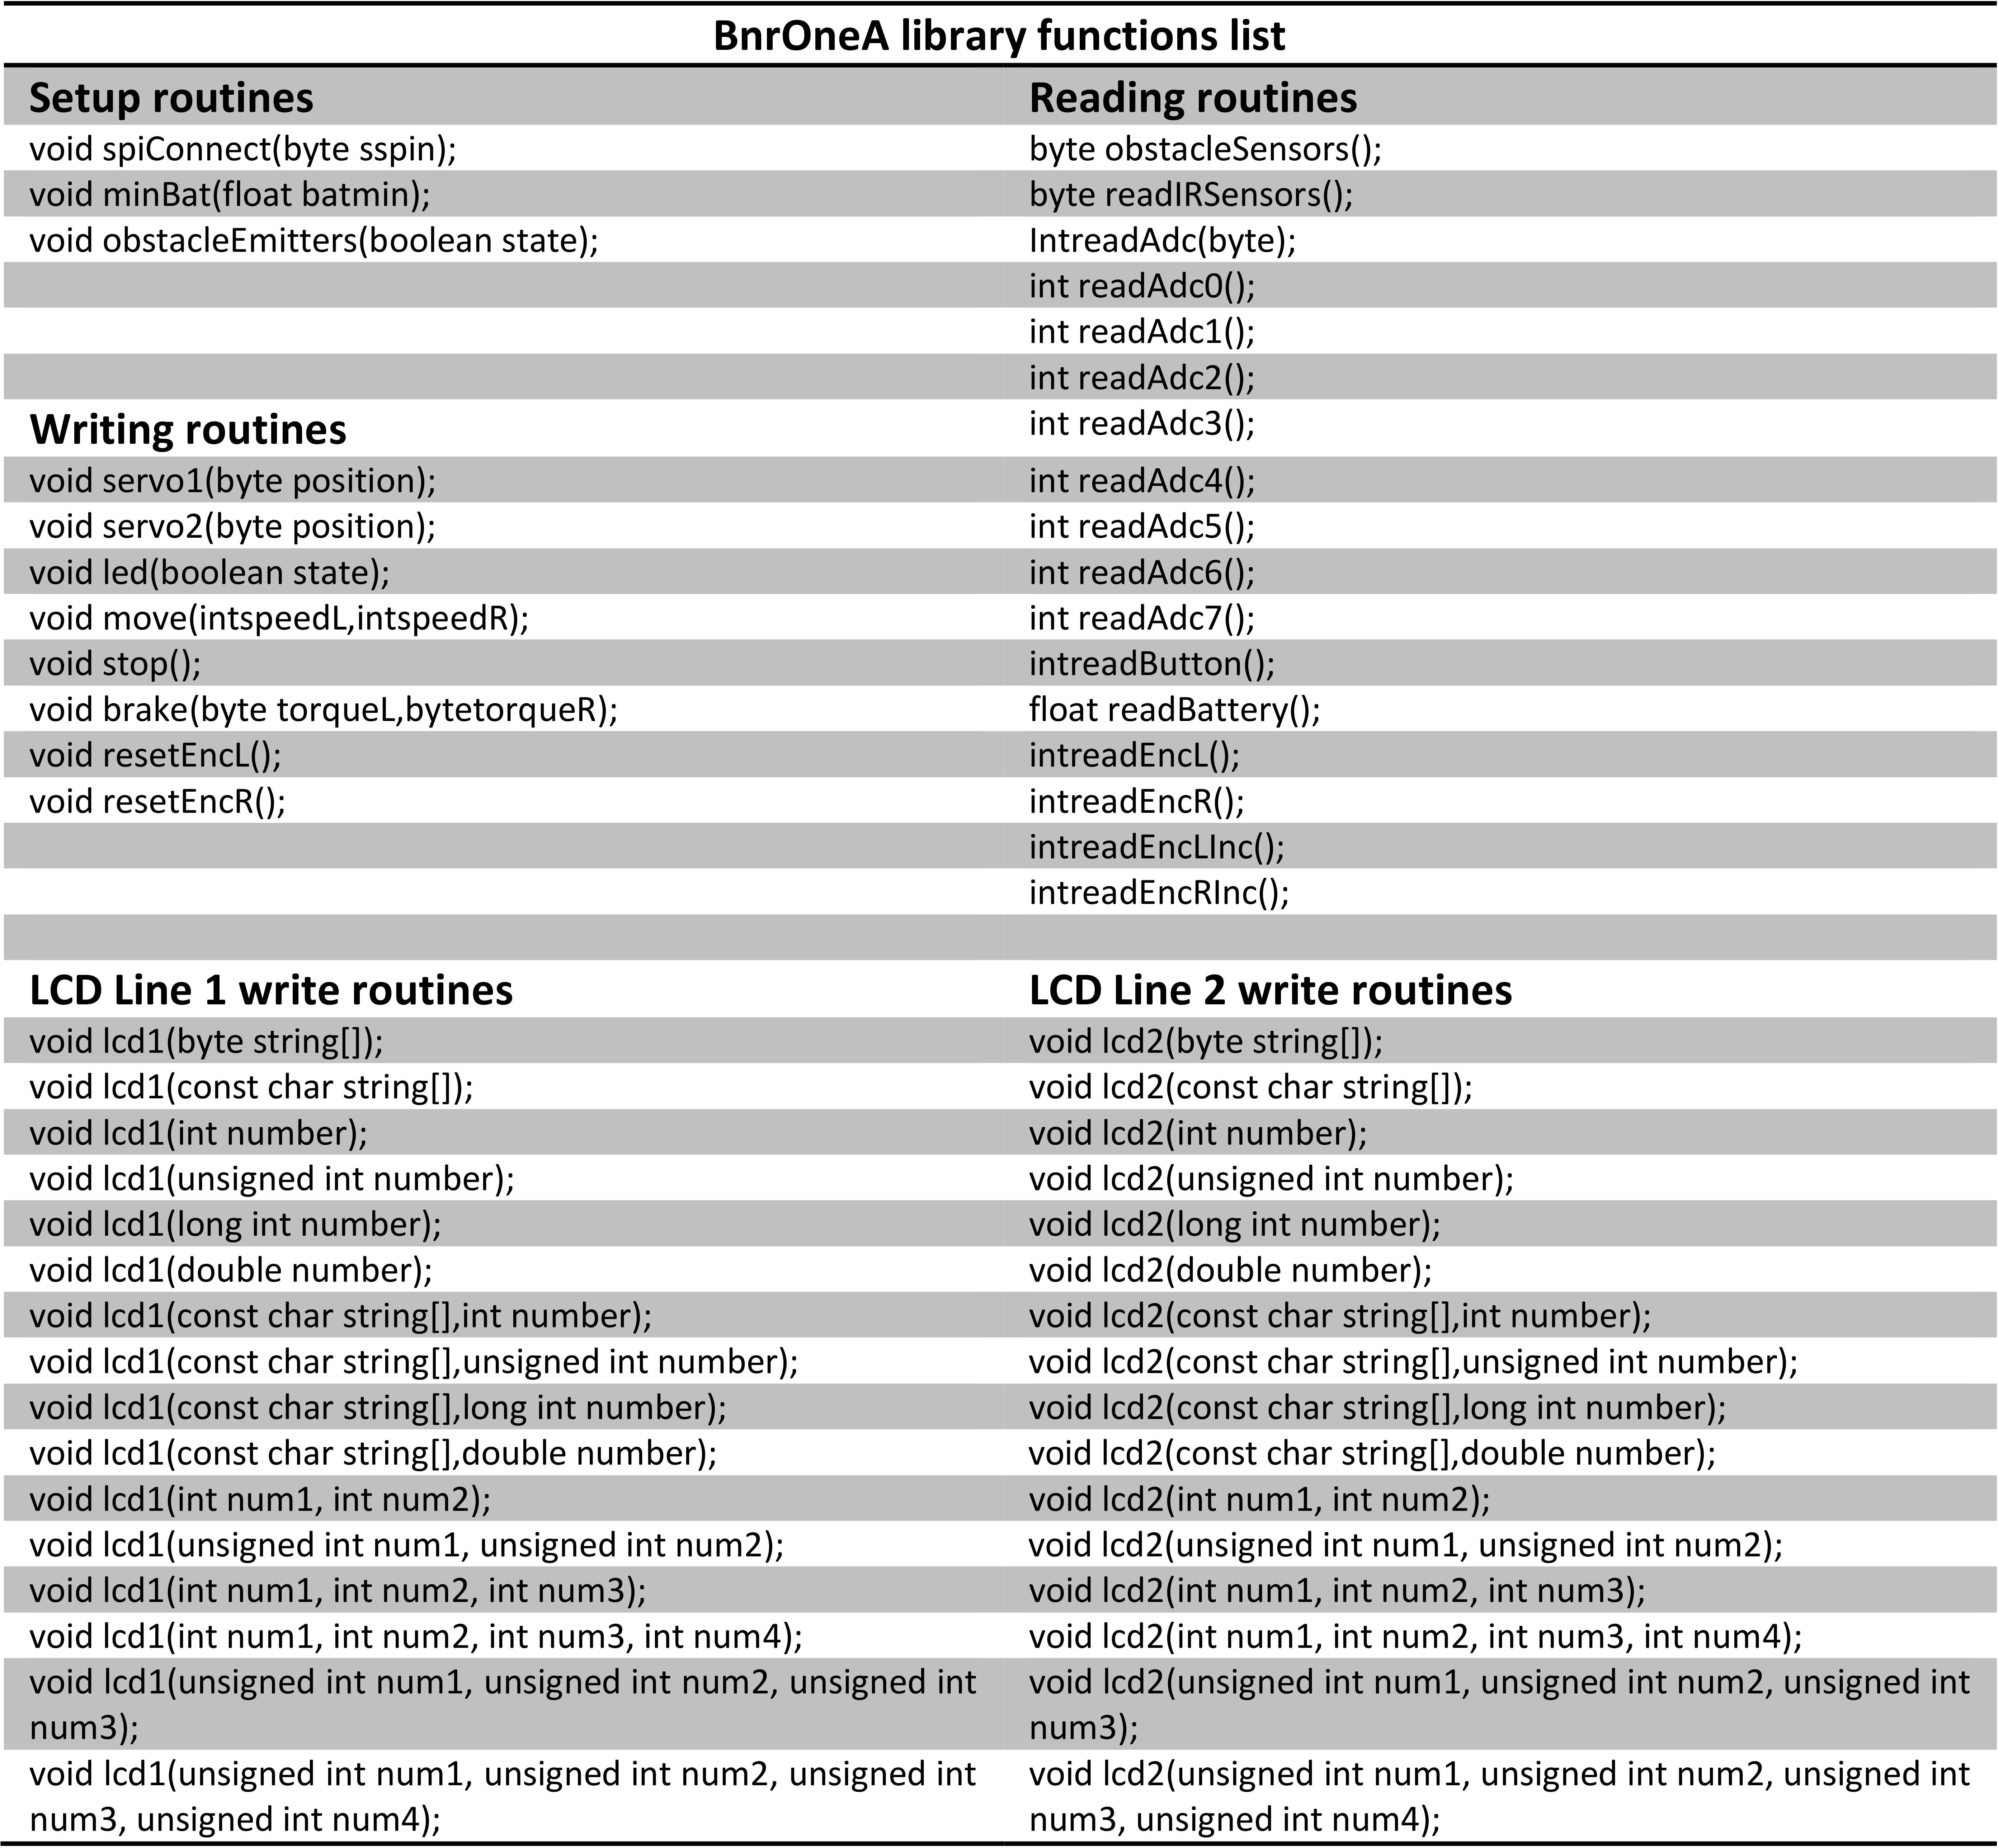 BnrOneA library functions list
Setup routines
Reading routines
void spiConnect(byte sspin);
byte obstacleSensors();
void minBat(float batmin);
byte readIRSensors();
void obstacleEmitters(boolean state);
IntreadAdc(byte);
int readAdc0();
int readAdc1();
int readAdc2();
Writing routines
int readAdc3();
void servo1(byte position);
int readAdc4();
void servo2(byte position);
int readAdc5();
void led(boolean state);
int readAdc6();
void move(intspeedL,intspeedR);
int readAdc7();
void stop();
intreadButton();
void brake(byte torqueL,bytetorqueR);
float readBattery();
void resetEncL();
intreadEncL();
void resetEncR();
intreadEncR();
intreadEncLInc();
intreadEncRInc();
LCD Line 1 write routines
LCD Line 2 write routines
void lcd1(byte string[]);
void lcd2(byte string[]);
void lcd1(const char string[]);
void lcd2(const char string[]);
void lcd1(int number);
void lcd2(int number);
void lcd1(unsigned int number);
void lcd2(unsigned int number);
void lcd1(long int number);
void lcd2(long int number);
void lcd1(double number);
void lcd2(double number);
void lcd1(const char string[],int number);
void lcd2(const char string[],int number);
void lcd1(const char string[],unsigned int number);
void lcd2(const char string[],unsigned int number);
void lcd1(const char string[],long int number);
void lcd2(const char string[],long int number);
void lcd1(const char string[],double number);
void lcd2(const char string[],double number);
void lcd1(int num1, int num2);
void lcd2(int num1, int num2);
void lcd1(unsigned int num1, unsigned int num2);
void lcd2(unsigned int num1, unsigned int num2);
void lcd1(int num1, int num2, int num3);
void lcd2(int num1, int num2, int num3);
void lcd1(int num1, int num2, int num3, int num4);
void lcd2(int num1, int num2, int num3, int num4);
void lcd1(unsigned int num1, unsigned int num2, unsigned int
num3);
void lcd2(unsigned int num1, unsigned int num2, unsigned int
num3);
void lcd1(unsigned int num1, unsigned int num2, unsigned int
num3, unsigned int num4);
void lcd2(unsigned int num1, unsigned int num2, unsigned int
num3, unsigned int num4);